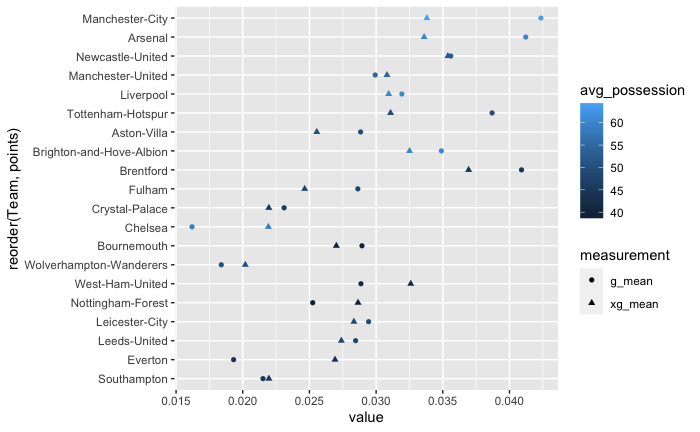 Manchester-City
Arsenal
Newcastle-United
Manchester-United
Liverpool
Tottenham-Hotspur
Aston-Villa
Brighton-and-Hove-Albion
Brentford
Fulham
Crystal-Palace
Chelsea
Bournemouth
Wolverhampton-Wanderers
West-Ham-United
Nottingham-Forest
Leicester-City
Leeds-United
Everton
Southampton
reorder(Team, points)
0.015 0.020 0.025 0.030 0.035 0.040
value
avg_possession
60
55
50
45
40
measurement
g_mean
xg_mean